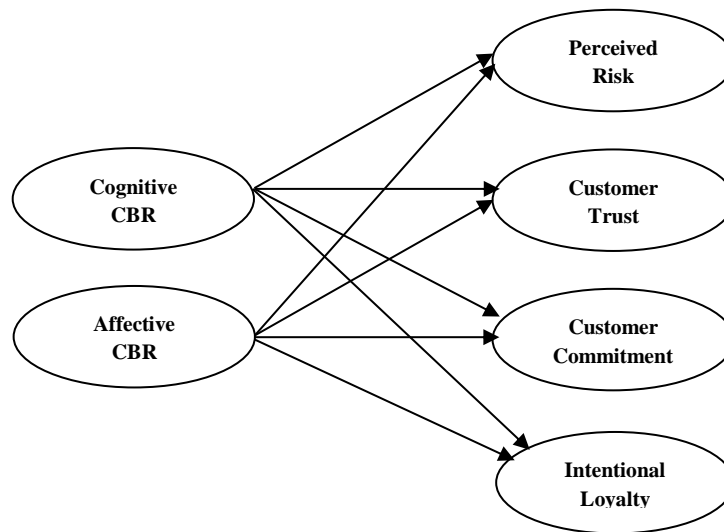 Perceived
Risk
Cognitive
CBR
Customer
Trust
Affective
CBR
Customer
Commitment
Intentional
Loyalty